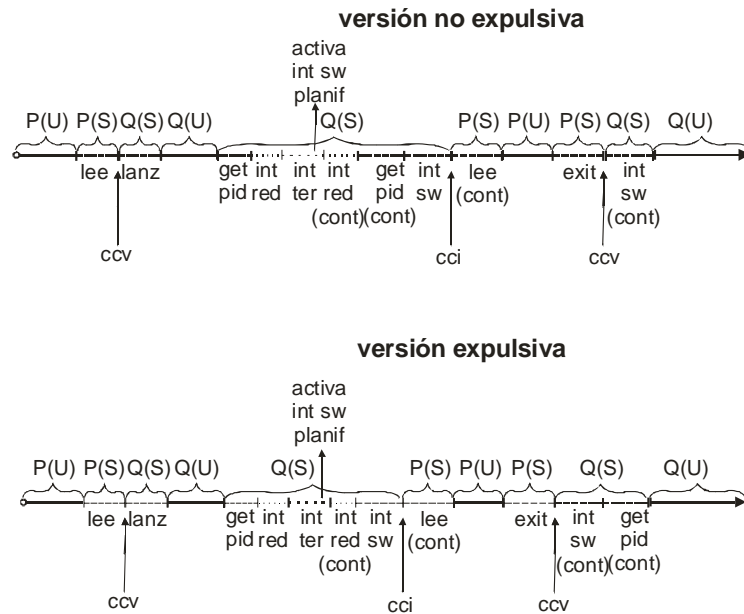 versión no expulsiva
activa
int sw
planif
P(U) P(S) Q(S) Q(U) Q(S) P(S) P(U) P(S) Q(S) Q(U)
lee lanz get int int int get int lee exit int
pid red ter red pid sw (cont) sw
(cont) (cont) (cont)
ccv cci ccv
versión expulsiva
activa
int sw
planif
P(U) P(S) Q(S) Q(U) Q(S) P(S) P(U) P(S) Q(S) Q(U)
lee lanz get int int int int lee exit int get
pid red ter red sw (cont) sw pid
(cont) (cont) (cont)
ccv cci ccv